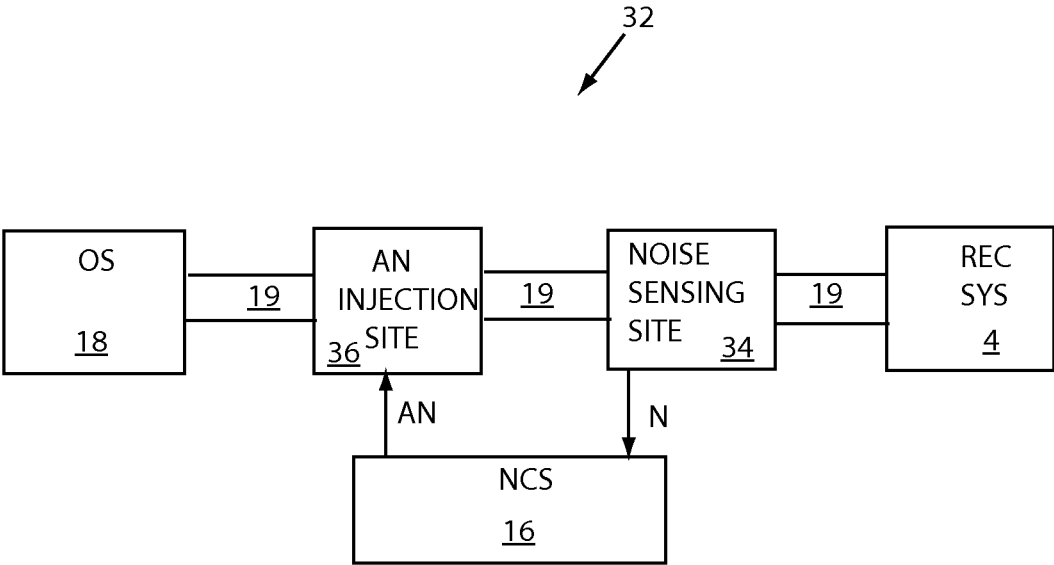 32
OS
18
19
AN
INJECTION
SITE
36
19
NOISE
SENSING
SITE
34
19
REC
SYS
4
AN
N
NCS
16